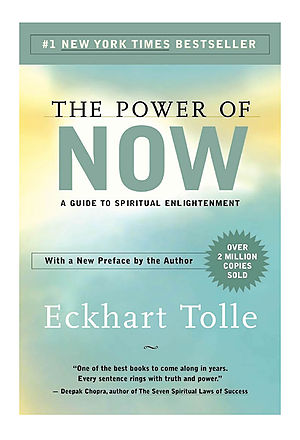 #1 NEW YORK TIMES BESTSELLER
THE POWER OF
NOW
A GUIDE TO SPIRITUAL ENLIGHTENMENT
With a New Preface by the Author
OVER
2 MILLION
COPIES
SOLD
Eckhart Tolle
“One of the best books to come along in years.
Every sentence rings with truth and power.”
— Deepak Chopra, author of The Seven Spiritual Laws of Success